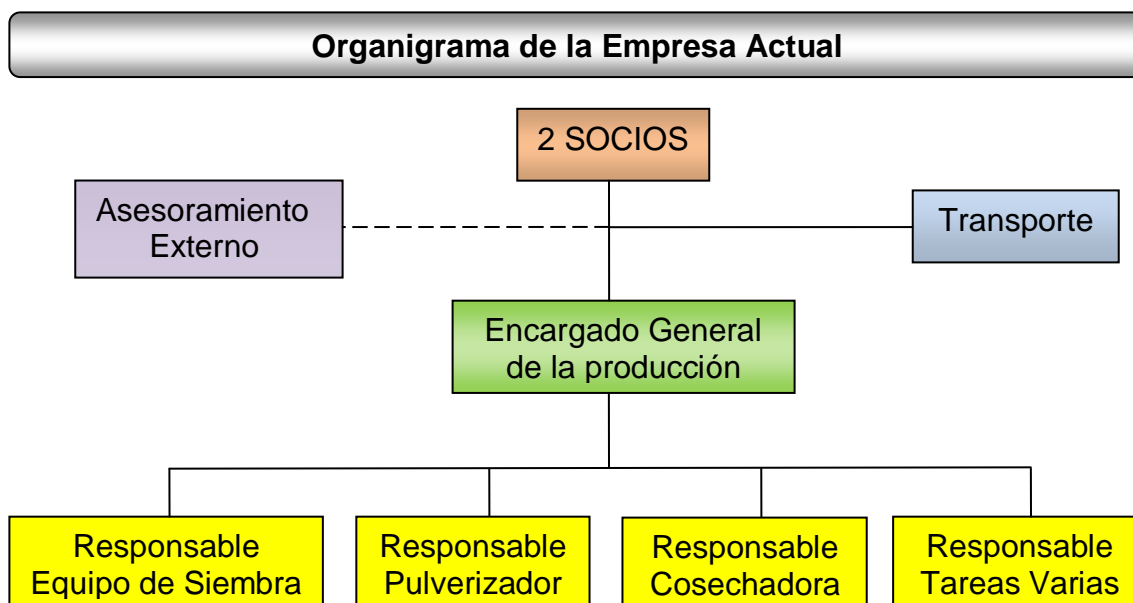 Organigrama de la Empresa Actual
2 SOCIOS
Asesoramiento
Externo
Transporte
Encargado General
de la producción
Responsable
Equipo de Siembra
Responsable
Pulverizador
Responsable
Cosechadora
Responsable
Tareas Varias